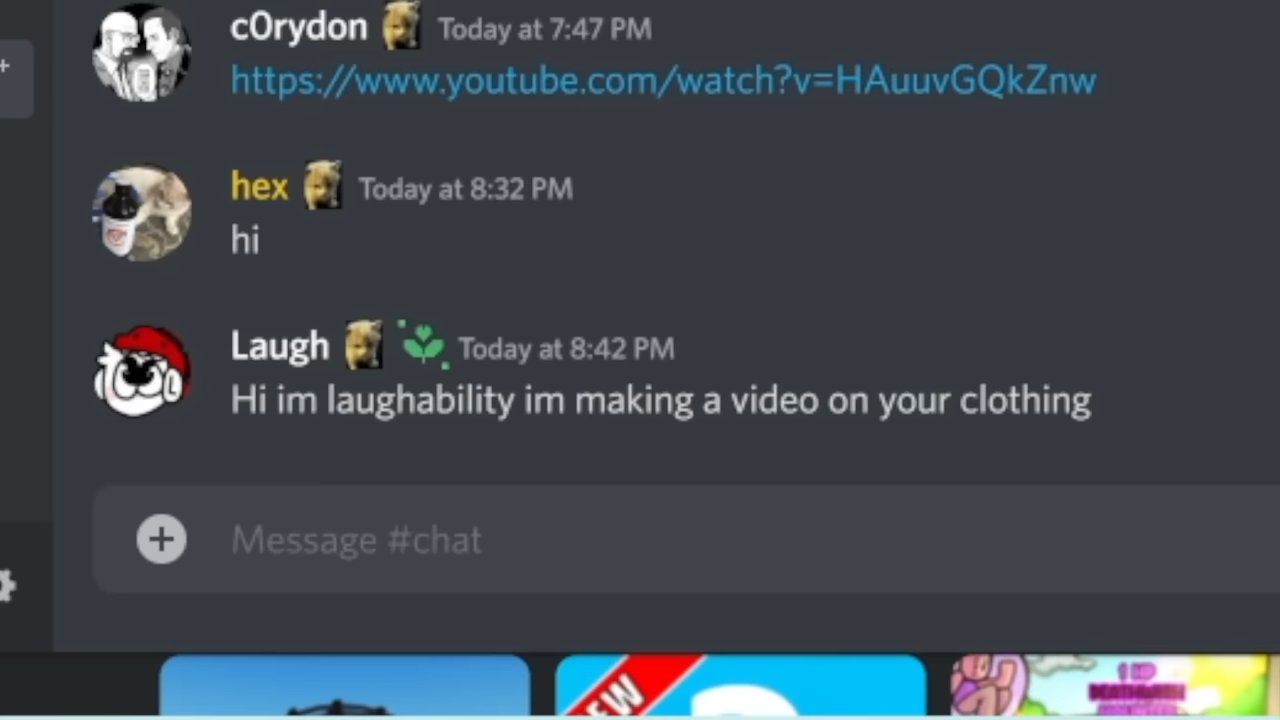 c0rydon Today at 7:47 PM
https://www.youtube.com/watch?v=HAuuvGQkZnw
hex Today at 8:32 PM
hi
Laugh Today at 8:42 PM
Hi im laughability im making a video on your clothing
Message #chat
NEW